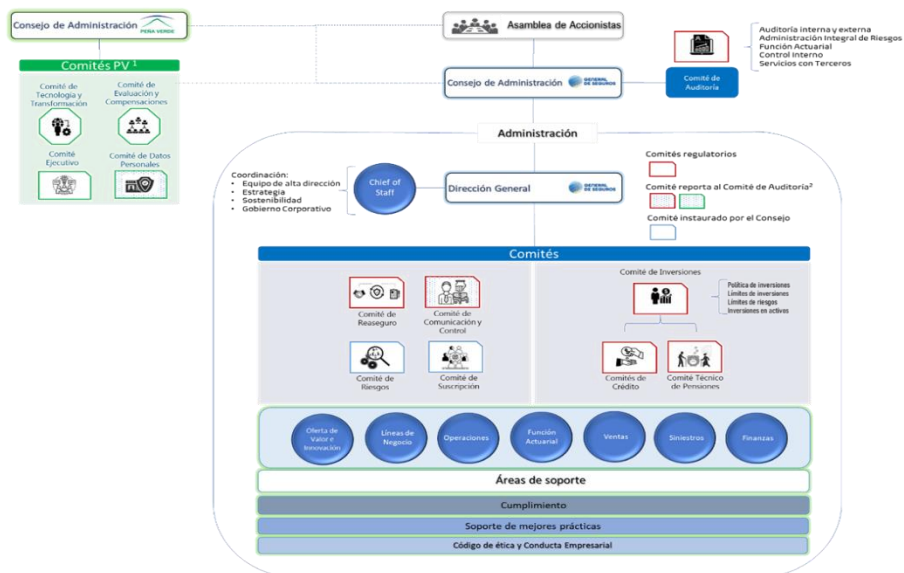 Consejo de Administración
PEÑA VERDE
Asamblea de Accionistas
Auditoría interna y externa
Administración Integral de Riesgos
Función Actuarial
Control Interno
Servicios con Terceros
Comités PV 1
Comité de
Tecnología y
Transformación
Comité de
Evaluación y
Compensaciones
Comité
Ejecutivo
Comité de Datos
Personales
Consejo de Administración
GENERAL
DE SEGUROS
Comité de
Auditoría
Administración
Coordinación:
• Equipo de alta dirección
• Estrategia
• Sostenibilidad
• Gobierno Corporativo
Chief of
Staff
Dirección General
GENERAL
DE SEGUROS
Comités regulatorios
Comité reporta al Comité de Auditoría2
Comité instaurado por el Consejo
Comités
Comité de
Reaseguro
Comité de
Comunicación y
Control
Comité de
Riesgos
Comité de
Suscripción
Comité de Inversiones
Política de inversiones
Límites de inversiones
Límites de riesgos
Inversiones en activos
Comités de
Crédito
Comité Técnico
de Pensiones
Oferta de
Valor e
Innovación
Líneas de
Negocio
Operaciones
Función
Actuarial
Ventas
Siniestros
Finanzas
Áreas de soporte
Cumplimiento
Soporte de mejores prácticas
Código de ética y Conducta Empresarial